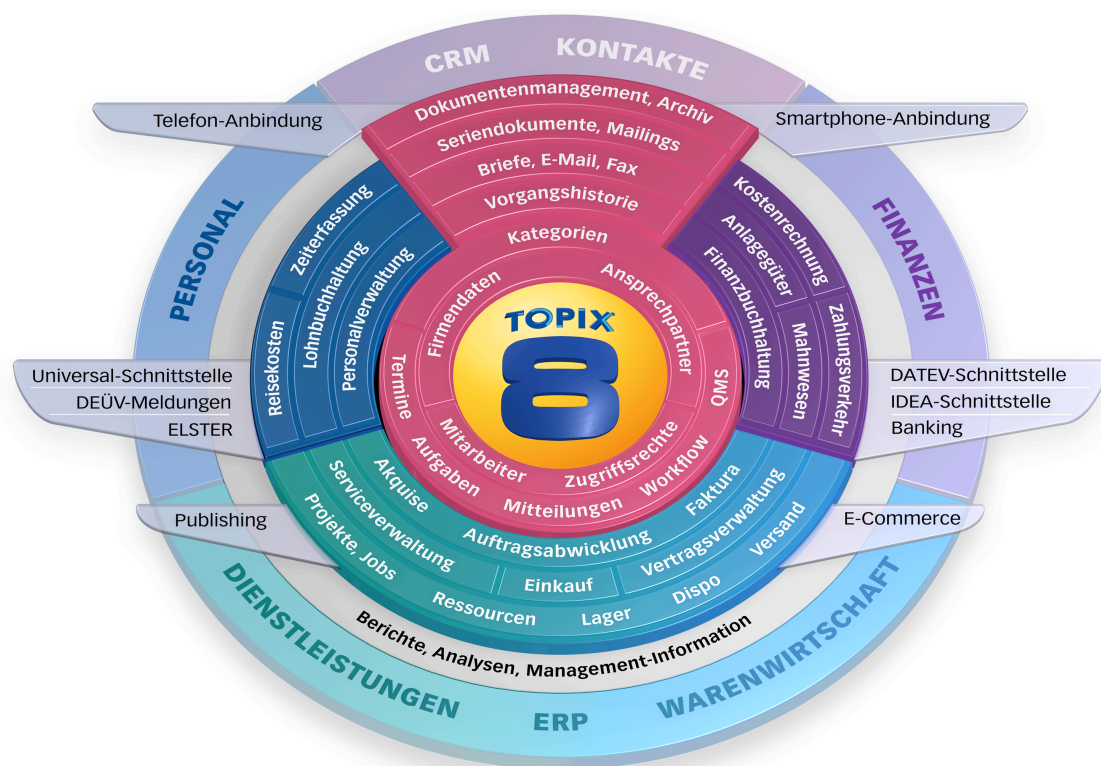 CRM KONTAKTE
Dokumentenmanagement, Archiv
Seriendokumente, Mailings
Briefe, E-Mail, Fax
Vorgangshistorie
Kategorien
Telefon-Anbindung
Smartphone-Anbindung
PERSONAL
Zeiterfassung
Reisekosten
Lohnbuchhaltung
Personalverwaltung
FINANZEN
Kostenrechnung
Anlagegüter
Finanzbuchhaltung
Zahlungsverkehr
Mahnwesen
Firmendaten
Ansprechpartner
TOPIX
8
Termine
QMS
Mitarbeiter
Zugriffsrechte
Aufgaben
Mitteilungen
Workflow
Universal-Schnittstelle
DEÜV-Meldungen
ELSTER
DATEV-Schnittstelle
IDEA-Schnittstelle
Banking
Publishing
E-Commerce
Akquise
Auftragsabwicklung
Faktura
Serviceverwaltung
Einkauf
Vertragsverwaltung
Projekte, Jobs
Ressourcen
Lager
Dispo
Versand
Berichte, Analysen, Management-Information
DIENSTLEISTUNGEN
ERP
WARENWIRTSCHAFT